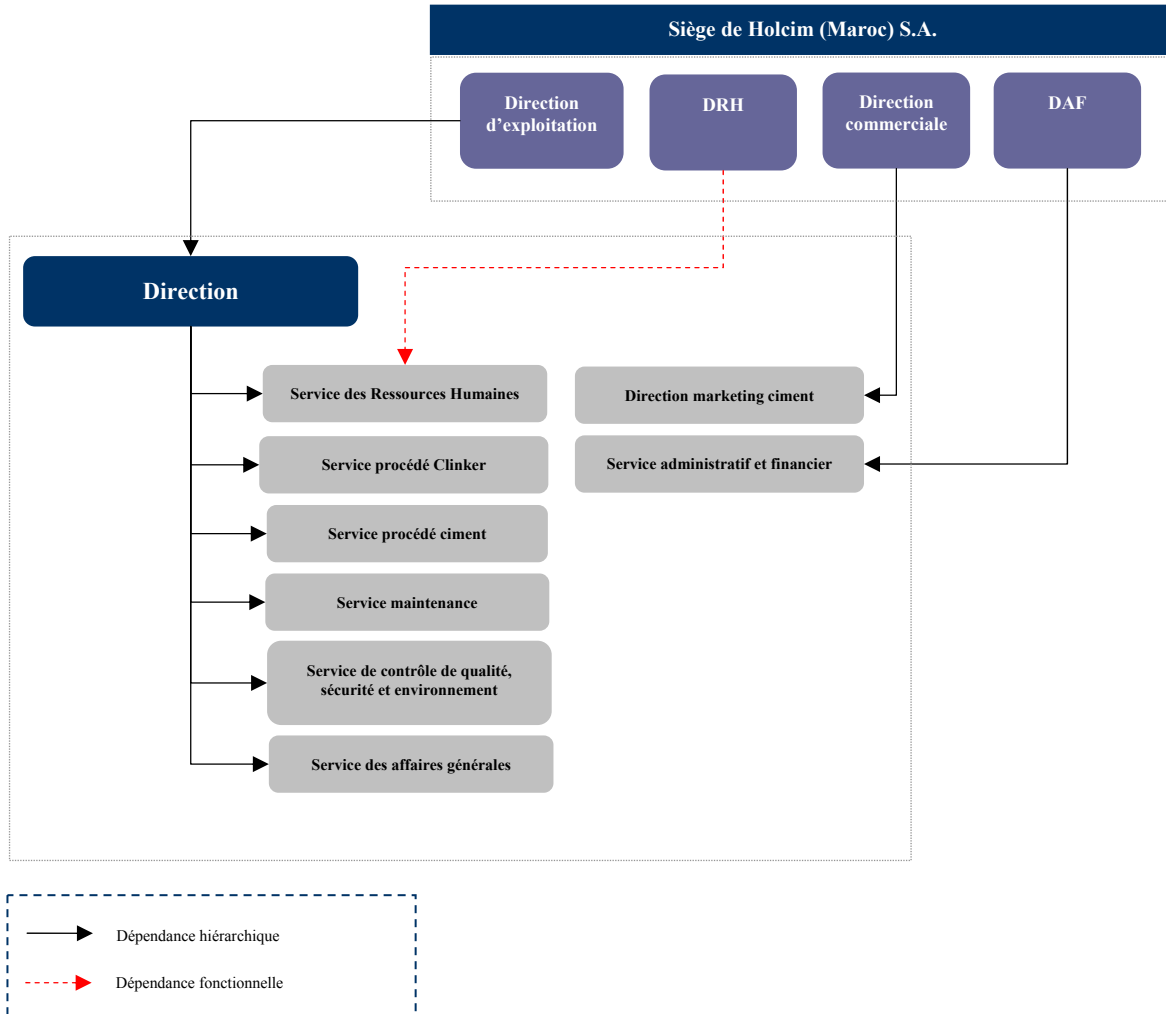 Siège de Holcim (Maroc) S.A.
Direction
d’exploitation
DRH
Direction
commerciale
DAF
Direction
Service des Ressources Humaines
Direction marketing ciment
Service procédé Clinker
Service administratif et financier
Service procédé ciment
Service maintenance
Service de contrôle de qualité,
sécurité et environnement
Service des affaires générales
Dépendance hiérarchique
Dépendance fonctionnelle